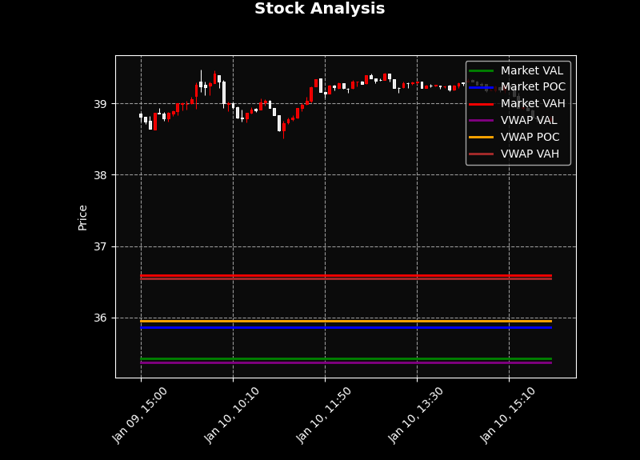 Stock Analysis
Market VAL
Market POC
Market VAH
VWAP VAL
VWAP POC
VWAP VAH
39
38
37
36
Price
Jan 09, 15:00
Jan 10, 10:10
Jan 10, 11:50
Jan 10, 13:30
Jan 10, 15:10